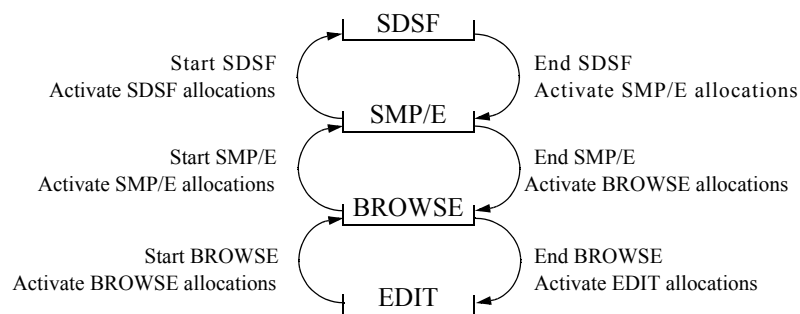 SDSF
Start SDSF
Activate SDSF allocations
End SDSF
Activate SMP/E allocations
SMP/E
Start SMP/E
Activate SMP/E allocations
End SMP/E
Activate BROWSE allocations
BROWSE
Start BROWSE
Activate BROWSE allocations
End BROWSE
Activate EDIT allocations
EDIT